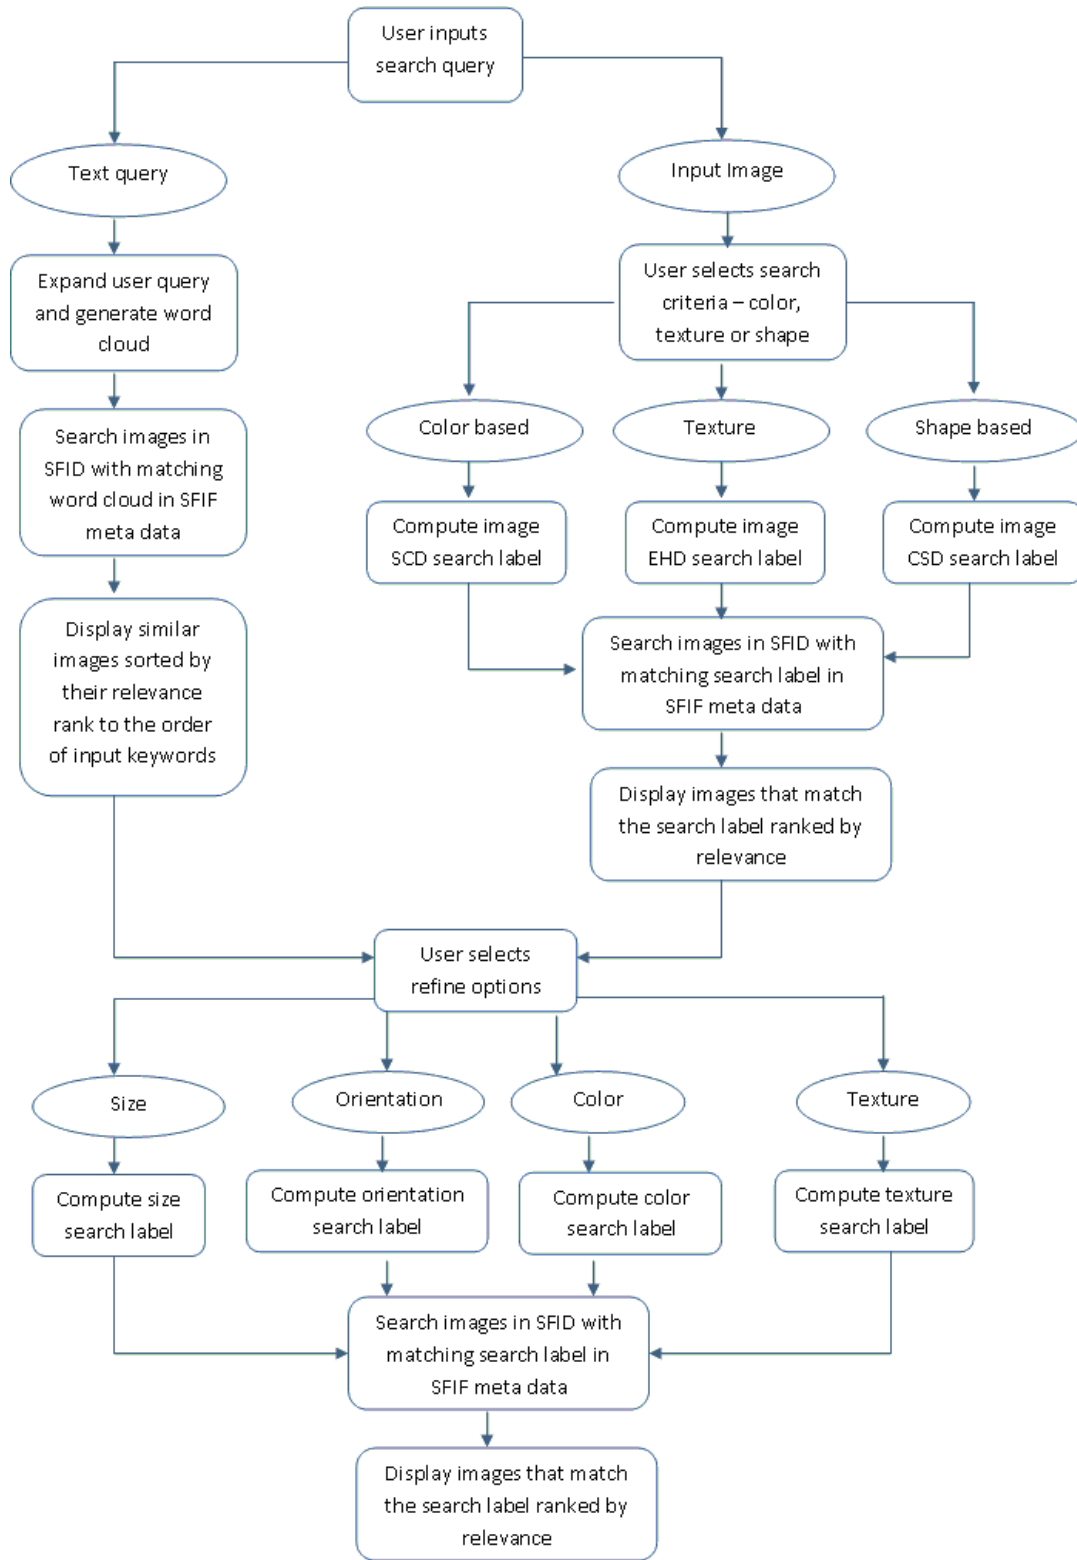 User inputs
search query
Text query
Input Image
Expand user query
and generate word
cloud
User selects search
criteria – color,
texture or shape
Color based
Texture
Shape based
Search images in
SFID with matching
word cloud in SFIF
meta data
Compute image
SCD search label
Compute image
EHD search label
Compute image
CSD search label
Display similar
images sorted by
their relevance
rank to the order
of input keywords
Search images in SFID with
matching search label in
SFIF meta data
Display images that match
the search label ranked by
relevance
User selects
refine options
Size
Orientation
Color
Texture
Compute size
search label
Compute orientation
search label
Compute color
search label
Compute texture
search label
Search images in SFID with
matching search label in
SFIF meta data
Display images that match
the search label ranked by
relevance